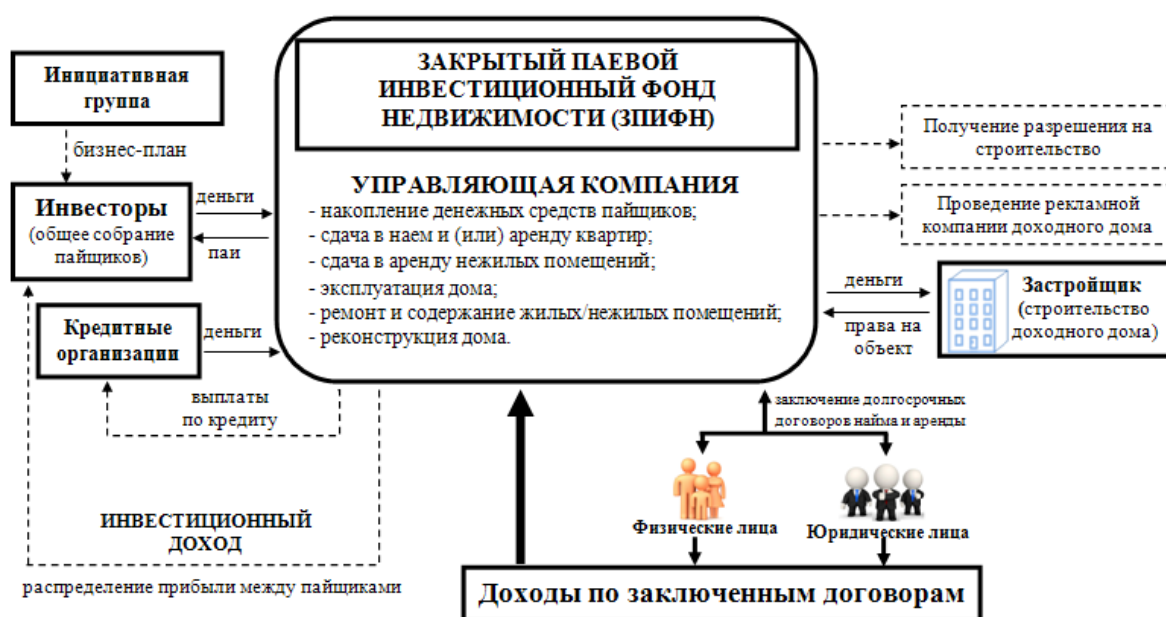 Инициативная
группа
бизнес-план
Инвесторы
(общее собрание
пайщиков)
деньги
паи
Кредитные
организации
деньги
выплаты
по кредиту
ИНВЕСТИЦИОННЫЙ
ДОХОД
распределение прибыли между пайщиками
ЗАКРЫТЫЙ ПАЕВОЙ
ИНВЕСТИЦИОННЫЙ ФОНД
НЕДВИЖИМОСТИ (ЗПИФН)
УПРАВЛЯЮЩАЯ КОМПАНИЯ
- накопление денежных средств пайщиков;
- сдача в наем и (или) аренду квартир;
- сдача в аренду нежилых помещений;
- эксплуатация дома;
- ремонт и содержание жилых/нежилых помещений;
- реконструкция дома.
Получение разрешения на
строительство
Проведение рекламной
компании доходного дома
деньги
права на
объект
Застройщик
(строительство
доходного дома)
заключение долгосрочных
договоров найма и аренды
Физические лица
Юридические лица
Доходы по заключенным договорам